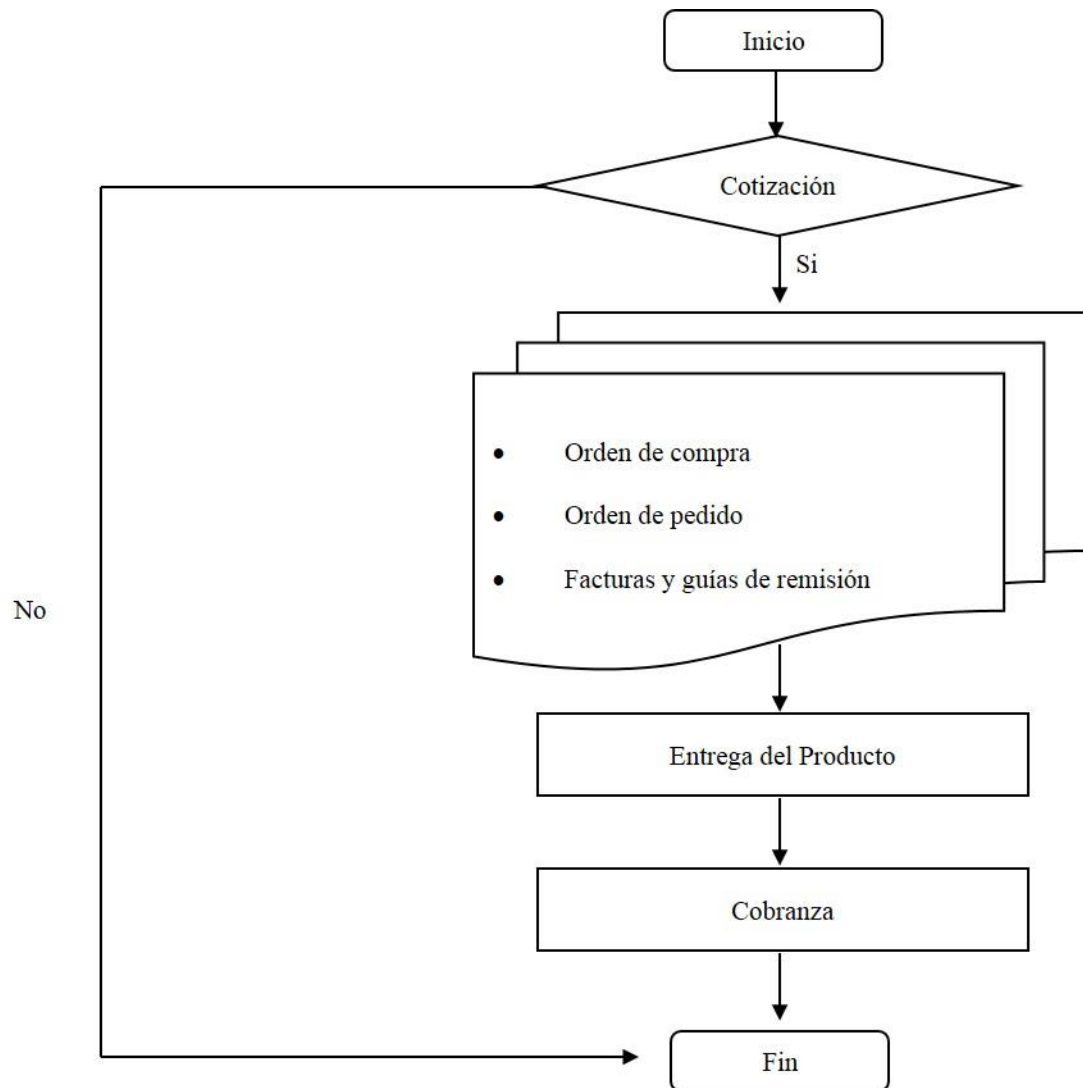 Inicio
Cotización
Si
• Orden de compra
• Orden de pedido
• Facturas y guías de remisión
No
Entrega del Producto
Cobranza
Fin